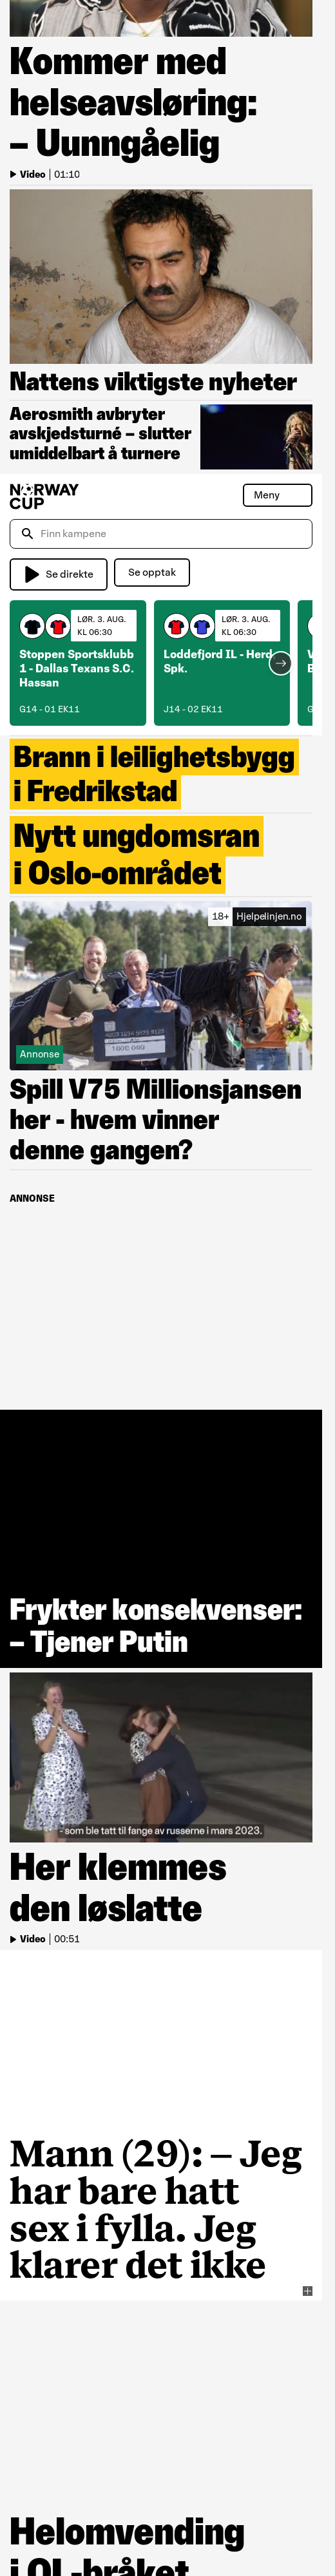 Kommer med
helseavsløring:
– Uunngåelig
Video | 01:10
Nattens viktigste nyheter
Aerosmith avbryter
avskjedsturné – slutter
umiddelbart å turnere
NORWAY
CUP
Meny
Finn kampene
Se direkte
Se opptak
LØR. 3. AUG.
KL 06:30
Stoppen Sportsklubb
1 - Dallas Texans S.C.
Hassan
G14 - 01 EK11
LØR. 3. AUG.
KL 06:30
Loddefjord IL - Herd
Spk.
J14 - 02 EK11
Brann i leilighetsbygg
i Fredrikstad
Nytt ungdomsran
i Oslo-området
18+ Hjelpelinjen.no
Annonse
Spill V75 Millionsjansen
her - hvem vinner
denne gangen?
ANNONSE
Frykter konsekvenser:
– Tjener Putin
- som ble tatt til fange av russerne i mars 2023.
Her klemmes
den løslatte
Video | 00:51
Mann (29): – Jeg
har bare hatt
sex i fylla. Jeg
klarer det ikke
Helomvending
i OL-bråket